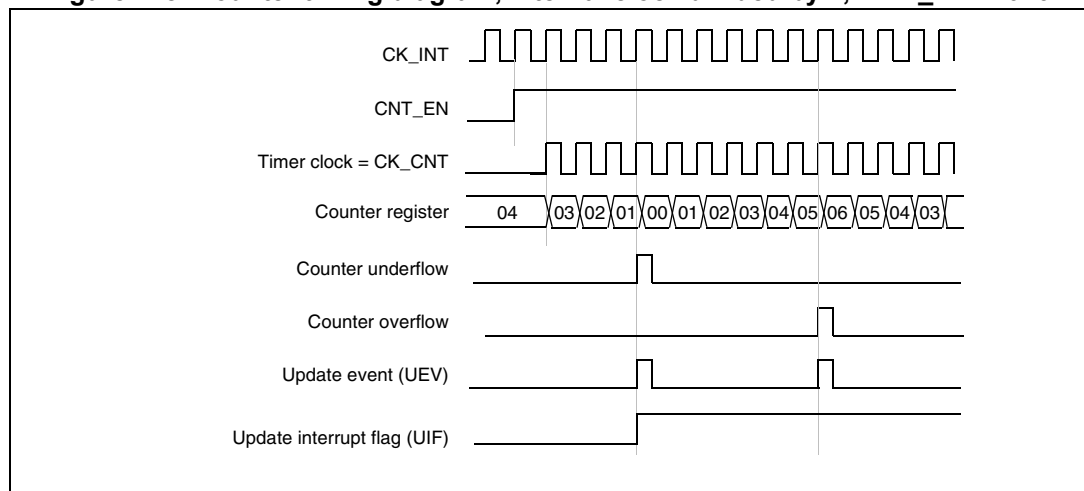 CK_INT
CNT_EN
Timer clock = CK_CNT
Counter register 04 03 02 01 00 01 02 03 04 05 06 05 04 03
Counter underflow
Counter overflow
Update event (UEV)
Update interrupt flag (UIF)